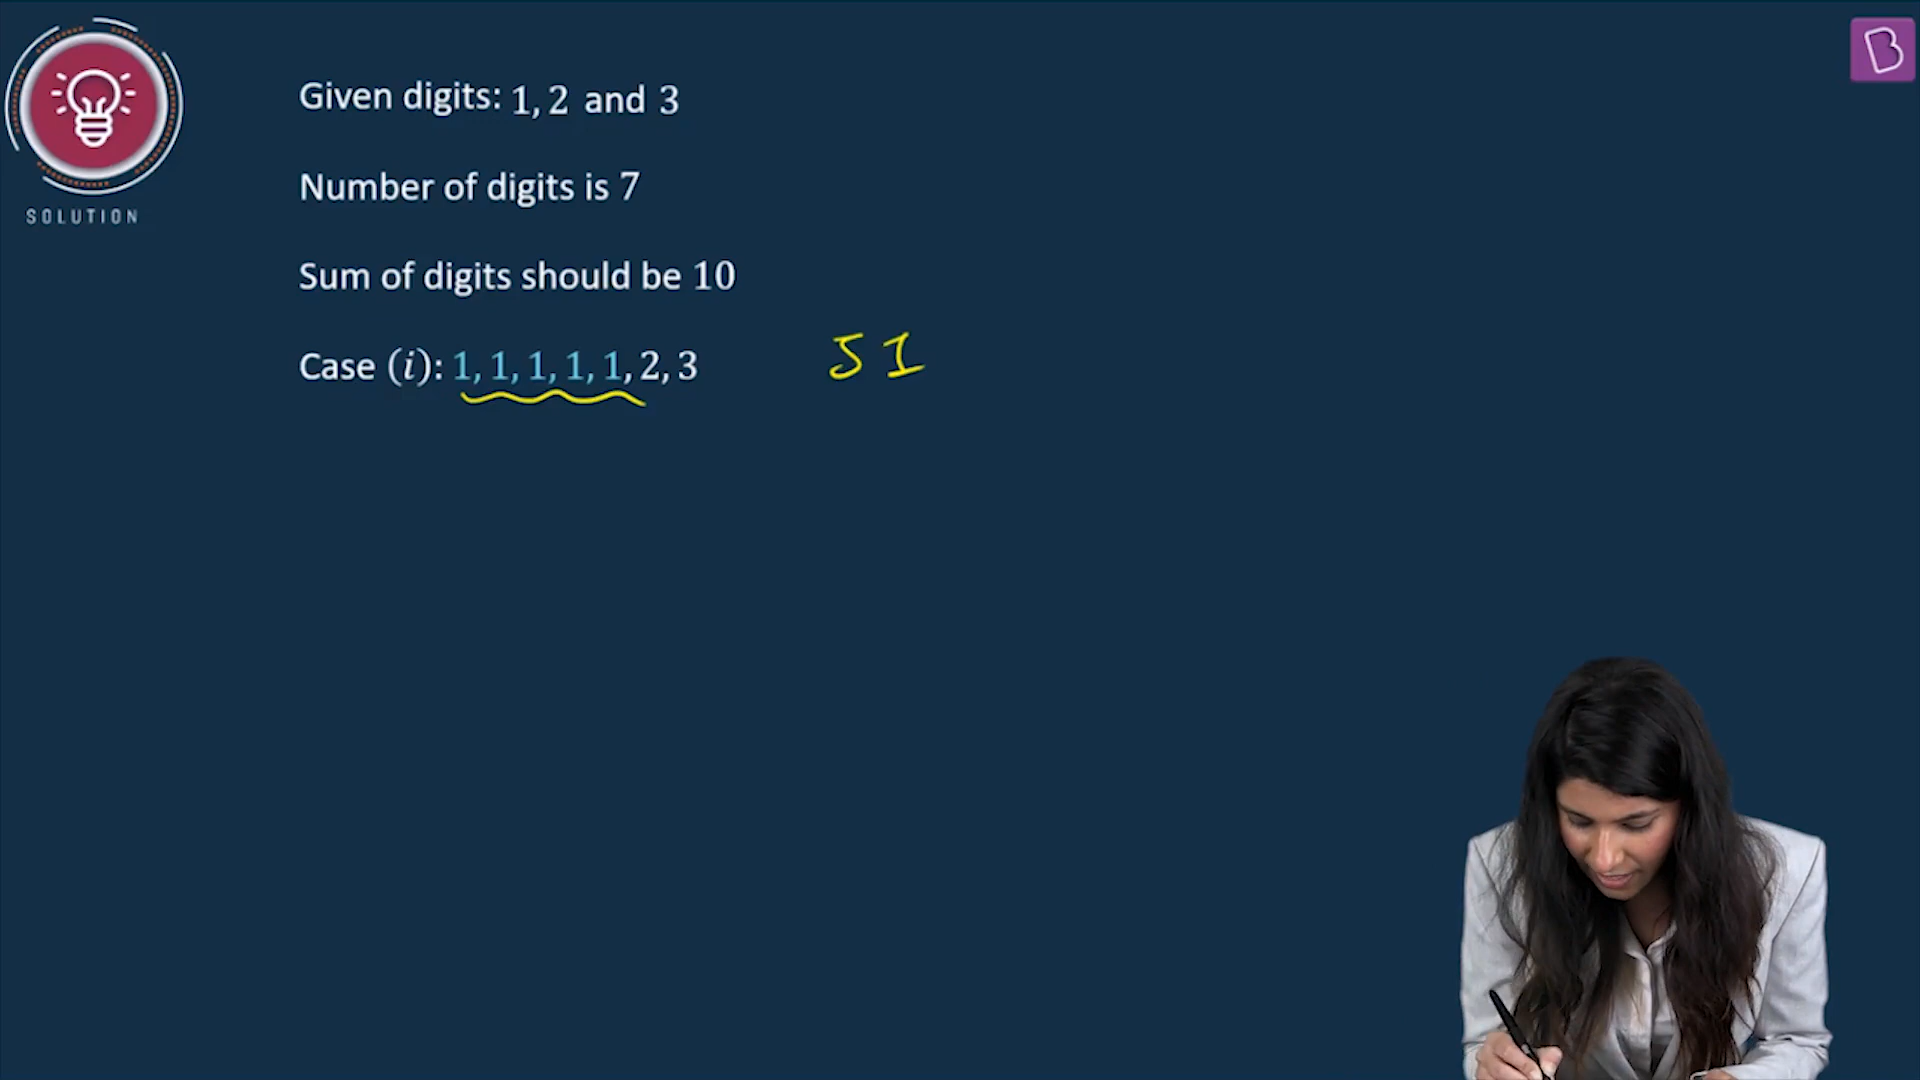 Given digits: 1, 2 and 3
Number of digits is 7
SOLUTION
Sum of digits should be 10
Case (i): 1, 1, 1, 1, 1, 2, 3 5 1